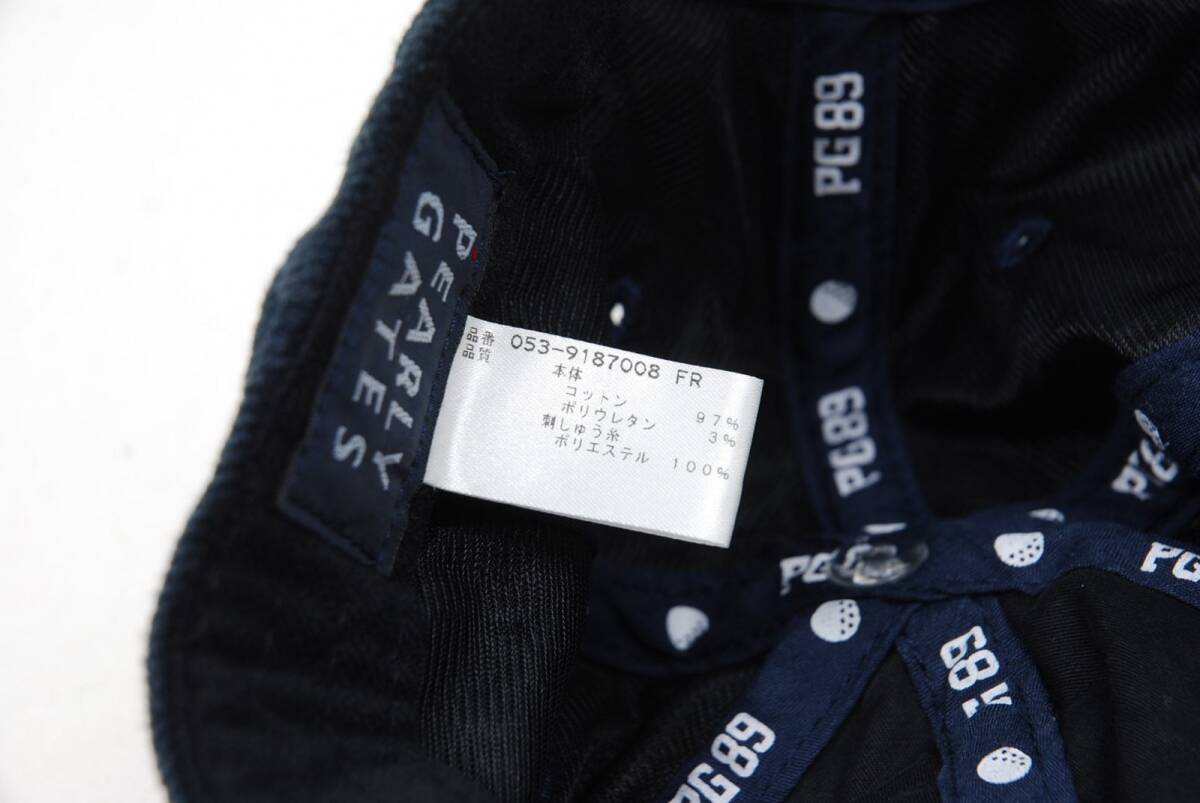 PEARLY
GATES
品番 053-9187008 FR
品質
本体
コットン 97%
ポリウレタン 3%
刺しゅう糸
ポリエステル 100%
PG89
PG89
PG
PG89
PG89